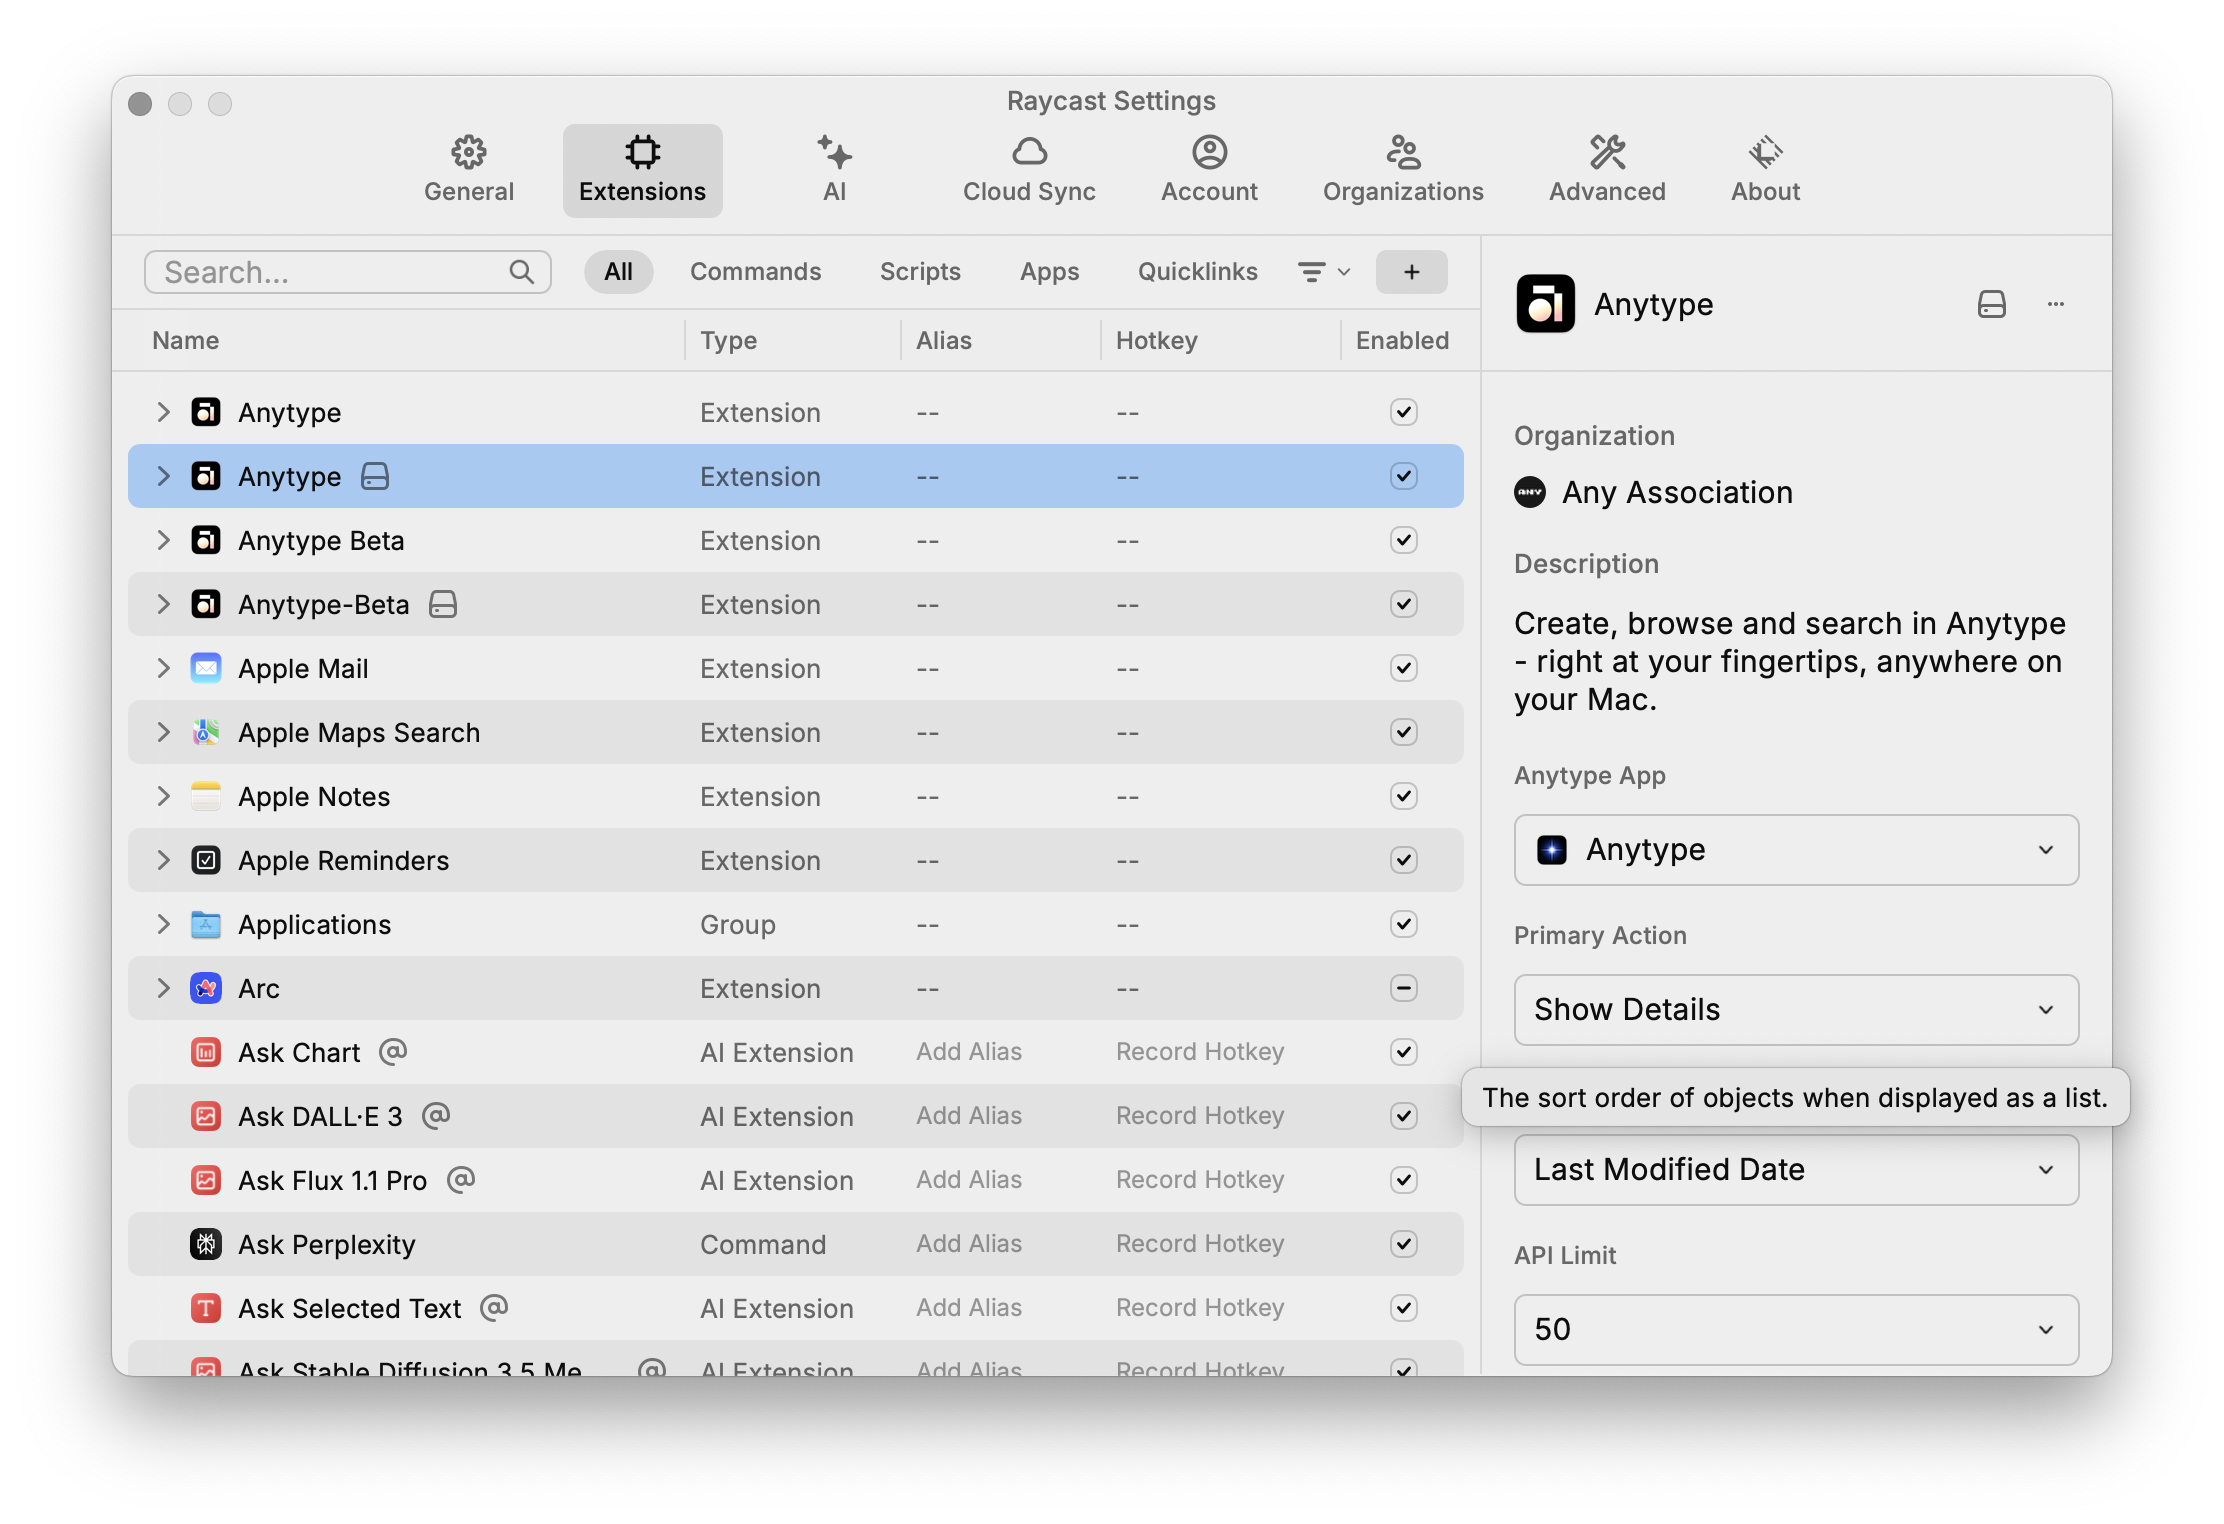 Raycast Settings
General
Extensions
AI
Cloud Sync
Account
Organizations
Advanced
About
Search...
All
Commands
Scripts
Apps
Quicklinks
+
Name Type Alias Hotkey Enabled
Anytype Extension -- --
Anytype Extension -- --
Anytype Beta Extension -- --
Anytype-Beta Extension -- --
Apple Mail Extension -- --
Apple Maps Search Extension -- --
Apple Notes Extension -- --
Apple Reminders Extension -- --
Applications Group -- --
Arc Extension -- --
Ask Chart @ AI Extension Add Alias Record Hotkey
Ask DALL·E 3 @ AI Extension Add Alias Record Hotkey
Ask Flux 1.1 Pro @ AI Extension Add Alias Record Hotkey
Ask Perplexity Command Add Alias Record Hotkey
Ask Selected Text @ AI Extension Add Alias Record Hotkey
Ask Stable Diffusion 3.5 Me @ AI Extension Add Alias Record Hotkey
Anytype
Organization
ANY
Any Association
Description
Create, browse and search in Anytype
- right at your fingertips, anywhere on
your Mac.
Anytype App
Anytype
Primary Action
Show Details
The sort order of objects when displayed as a list.
Last Modified Date
API Limit
50